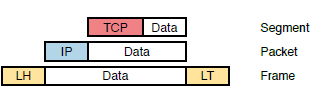 TCP Data Segment
IP Data Packet
LH Data LT Frame